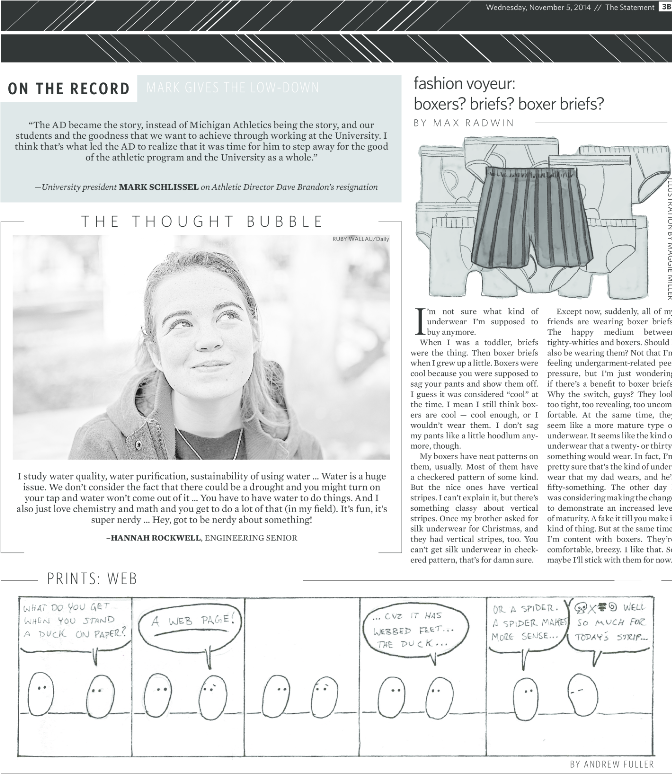 Wednesday, November 5, 2014 // The Statement 3B
ON THE RECORD
MARK GIVES THE LOW-DOWN
“The AD became the story, instead of Michigan Athletics being the story, and our
students and the goodness that we want to achieve through working at the University. I
think that’s what led the AD to realize that it was time for him to step away for the good
of the athletic program and the University as a whole.”
—University president MARK SCHLISSEL on Athletic Director Dave Brandon’s resignation
THE THOUGHT BUBBLE
RUBY WALLAU/Daily
I study water quality, water purification, sustainability of using water ... Water is a huge
issue. We don’t consider the fact that there could be a drought and you might turn on
your tap and water won’t come out of it ... You have to have water to do things. And I
also just love chemistry and math and you get to do a lot of that (in my field). It’s fun, it’s
super nerdy ... Hey, got to be nerdy about something!
–HANNAH ROCKWELL, ENGINEERING SENIOR
fashion voyeur:
boxers? briefs? boxer briefs?
BY MAX RADWIN
ILLUSTRATION BY MAGGIE MILLER
I’m not sure what kind of
underwear I’m supposed to
buy anymore.
When I was a toddler, briefs
were the thing. Then boxer briefs
when I grew up a little. Boxers were
cool because you were supposed to
sag your pants and show them off.
I guess it was considered “cool” at
the time. I mean I still think box-
ers are cool — cool enough, or I
wouldn’t wear them. I don’t sag
my pants like a little hoodlum any-
more, though.
My boxers have neat patterns on
them, usually. Most of them have
a checkered pattern of some kind.
But the nice ones have vertical
stripes. I can’t explain it, but there’s
something classy about vertical
stripes. Once my brother asked for
silk underwear for Christmas, and
they had vertical stripes, too. You
can’t get silk underwear in check-
ered pattern, that’s for damn sure.
Except now, suddenly, all of my
friends are wearing boxer briefs.
The happy medium between
tighty-whities and boxers. Should I
also be wearing them? Not that I’m
feeling undergarment-related peer
pressure, but I’m just wondering
if there’s a benefit to boxer briefs.
Why the switch, guys? They look
too tight, too revealing, too uncom-
fortable. At the same time, they
seem like a more mature type of
underwear. It seems like the kind of
underwear that a twenty- or thirty-
something would wear. In fact, I’m
pretty sure that’s the kind of under-
wear that my dad wears, and he’s
fifty-something. The other day I
was considering making the change
to demonstrate an increased level
of maturity. A fake it till you make it
kind of thing. But at the same time,
I’m content with boxers. They’re
comfortable, breezy. I like that. So
maybe I’ll stick with them for now.
PRINTS: WEB
WHAT DO YOU GET
WHEN YOU STAND
A DUCK ON PAPER?
A WEB PAGE!
...CUZ IT HAS
WEBBED FEET...
THE DUCK...
OR A SPIDER.
A SPIDER MAKES
MORE SENSE...
WELL
SO MUCH FOR
TODAY'S STRIP...
BY ANDREW FULLER